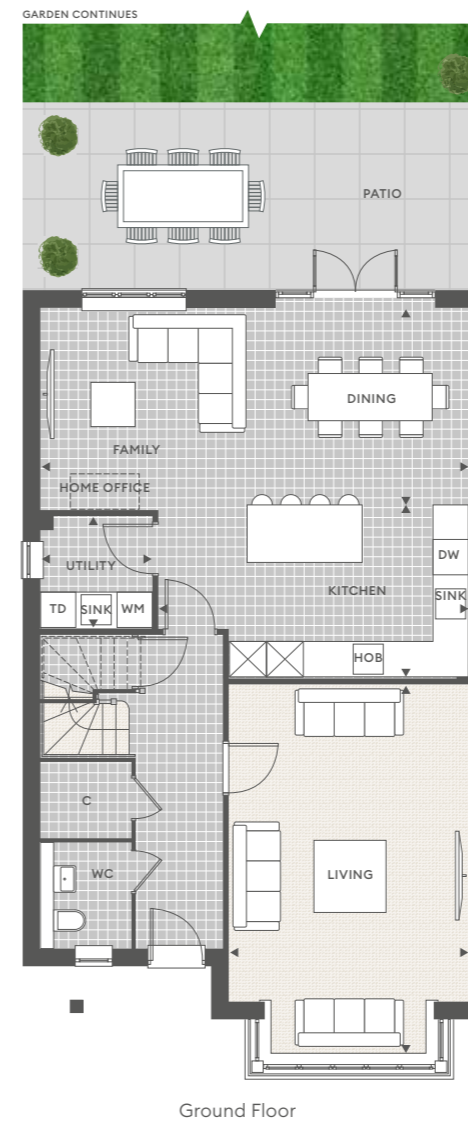 GARDEN CONTINUES
PATIO
DINING
FAMILY
HOME OFFICE
DW
UTILITY
KITCHEN
SINK
TD SINK WM
HOB
C
WC
LIVING
Ground Floor